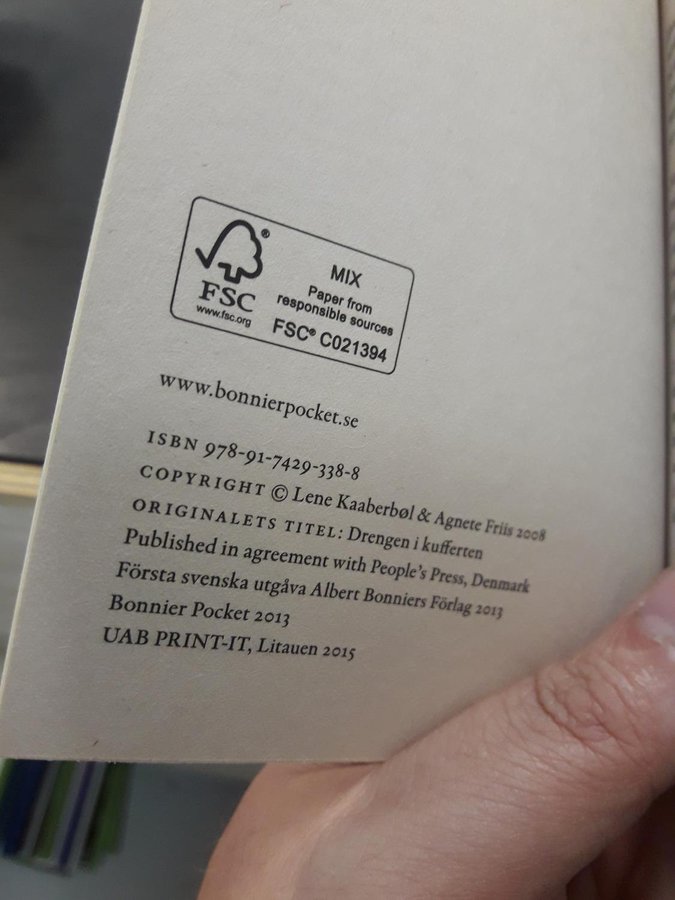 FSC®
www.fsc.org
MIX
Paper from
responsible sources
FSC® C021394
www.bonnierpocket.se
ISBN 978-91-7429-338-8
COPYRIGHT © Lene Kaaberbøl & Agnete Friis 2008
ORIGINALETS TITEL: Drengen i kufferten
Published in agreement with People's Press, Denmark
Första svenska utgåva Albert Bonniers Förlag 2013
Bonnier Pocket 2013
UAB PRINT-IT, Litauen 2015